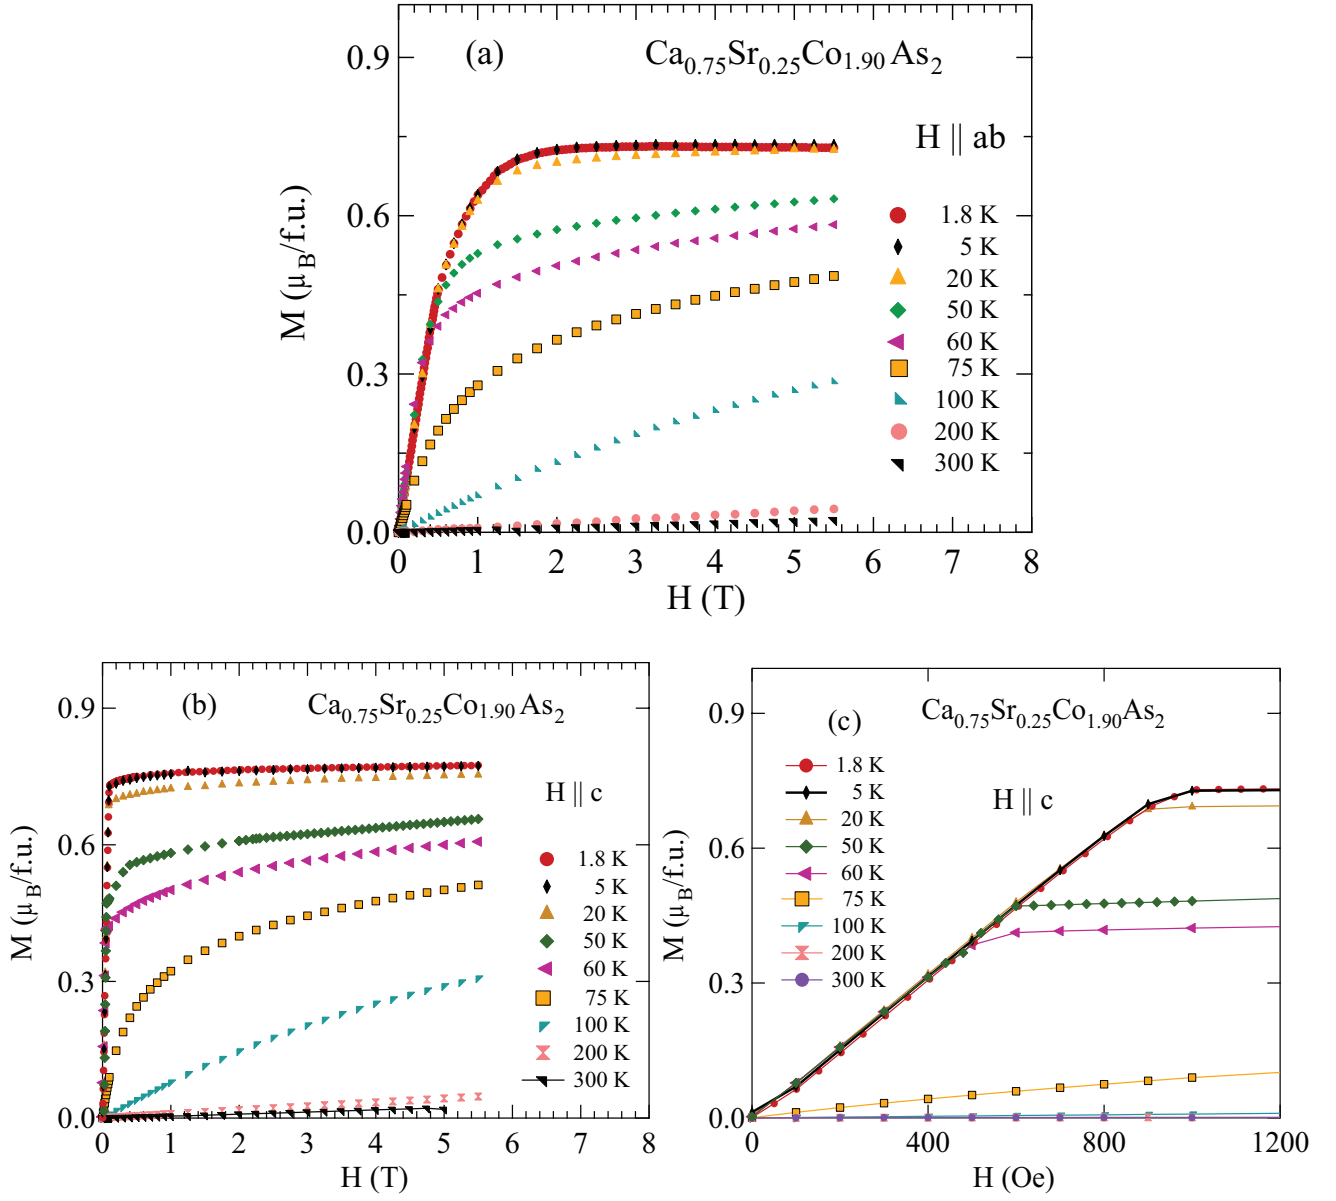 (a) Ca0.75Sr0.25Co1.90As2
H || ab
1.8 K
5 K
20 K
50 K
60 K
75 K
100 K
200 K
300 K
M (μB/f.u.)
0.9
0.6
0.3
0.0
0 1 2 3 4 5 6 7 8
H (T)
(b) Ca0.75Sr0.25Co1.90As2
H || c
1.8 K
5 K
20 K
50 K
60 K
75 K
100 K
200 K
300 K
M (μB/f.u.)
0.9
0.6
0.3
0.0
0 1 2 3 4 5 6 7 8
H (T)
(c) Ca0.75Sr0.25Co1.90As2
H || c
1.8 K
5 K
20 K
50 K
60 K
75 K
100 K
200 K
300 K
M (μB/f.u.)
0.9
0.6
0.3
0.0
0 400 800 1200
H (Oe)